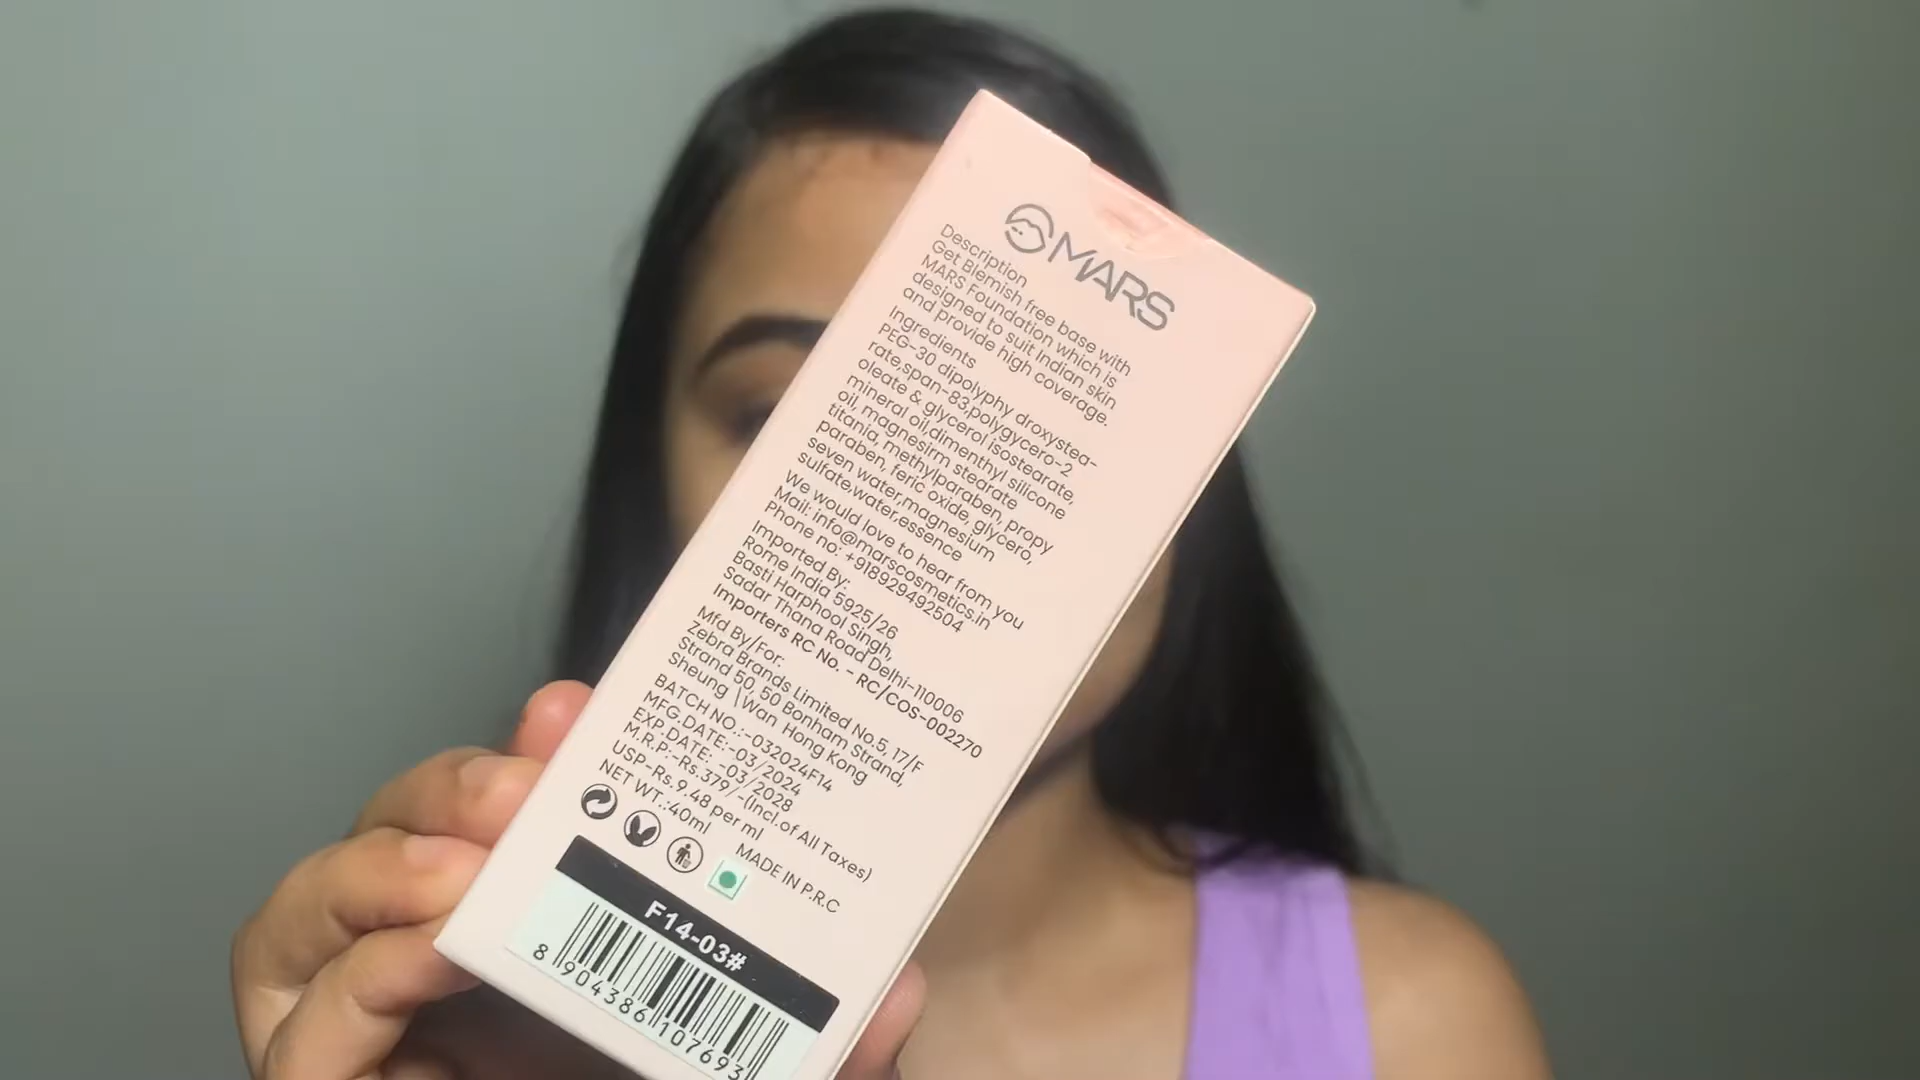 MARS
Description
Get Blemish free base with
MARS Foundation which is
designed to suit Indian skin
and provide high coverage.
Ingredients
PEG-30 dipolyphy droxystea-
rate,span-83,polygycero-2
oleate & glycerol isostearate,
mineral oil,dimenthyl silicone
oil, magnesirm stearate
titania, methylparaben, propy
paraben, feric oxide, glycero,
seven water,magnesium
sulfate.water.essence
We would love to hear from you
Mail: info@marscosmetics.in
Phone no: +918929492504
Imported By:
Rome India 5925/26
Basti Harphool Singh,
Sadar Thana Road Delhi-110006
Importers RC No. - RC/COS-002270
Mfd By/For:
Zebra Brands Limited No.5, 17/F
Strand 50, 50 Bonham Strand,
Sheung \Wan Hong Kong
BATCH NO.:-032024F14
MFG.DATE:-03/2024
EXP.DATE: -03/2028
M.R.P:-Rs.379/-(Incl.of All Taxes)
USP-Rs.9.48 per ml
NET WT.:40ml
MADE IN P.R.C
F14-03#
8 904386 107693